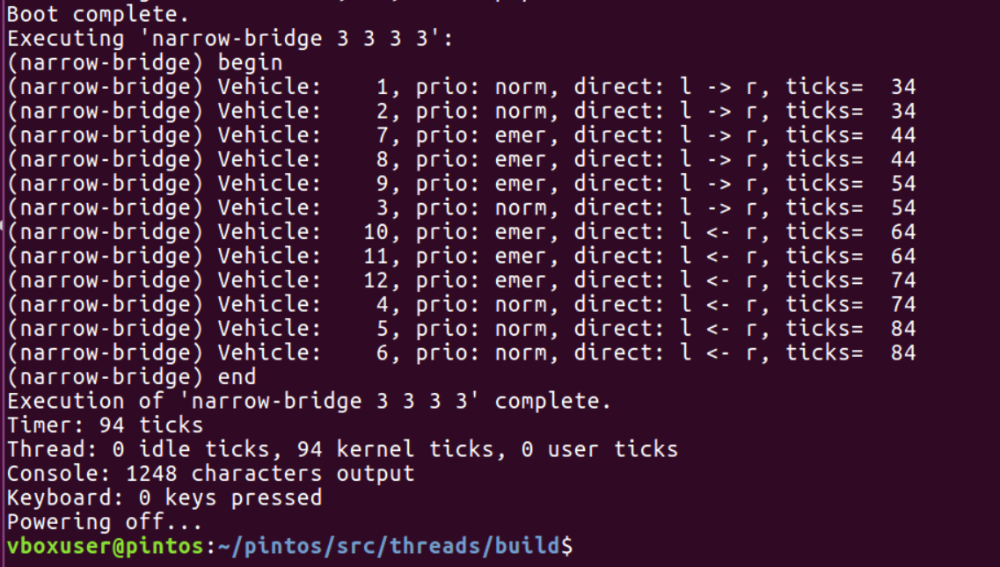 Boot complete.
Executing 'narrow-bridge 3 3 3 3':
(narrow-bridge) begin
(narrow-bridge) Vehicle:    1, prio: norm, direct: l -> r, ticks=  34
(narrow-bridge) Vehicle:    2, prio: norm, direct: l -> r, ticks=  34
(narrow-bridge) Vehicle:    7, prio: emer, direct: l -> r, ticks=  44
(narrow-bridge) Vehicle:    8, prio: emer, direct: l -> r, ticks=  44
(narrow-bridge) Vehicle:    9, prio: emer, direct: l -> r, ticks=  54
(narrow-bridge) Vehicle:    3, prio: norm, direct: l -> r, ticks=  54
(narrow-bridge) Vehicle:   10, prio: emer, direct: l <- r, ticks=  64
(narrow-bridge) Vehicle:   11, prio: emer, direct: l <- r, ticks=  64
(narrow-bridge) Vehicle:   12, prio: emer, direct: l <- r, ticks=  74
(narrow-bridge) Vehicle:    4, prio: norm, direct: l <- r, ticks=  74
(narrow-bridge) Vehicle:    5, prio: norm, direct: l <- r, ticks=  84
(narrow-bridge) Vehicle:    6, prio: norm, direct: l <- r, ticks=  84
(narrow-bridge) end
Execution of 'narrow-bridge 3 3 3 3' complete.
Timer: 94 ticks
Thread: 0 idle ticks, 94 kernel ticks, 0 user ticks
Console: 1248 characters output
Keyboard: 0 keys pressed
Powering off...
vboxuser@pintos:~/pintos/src/threads/build$